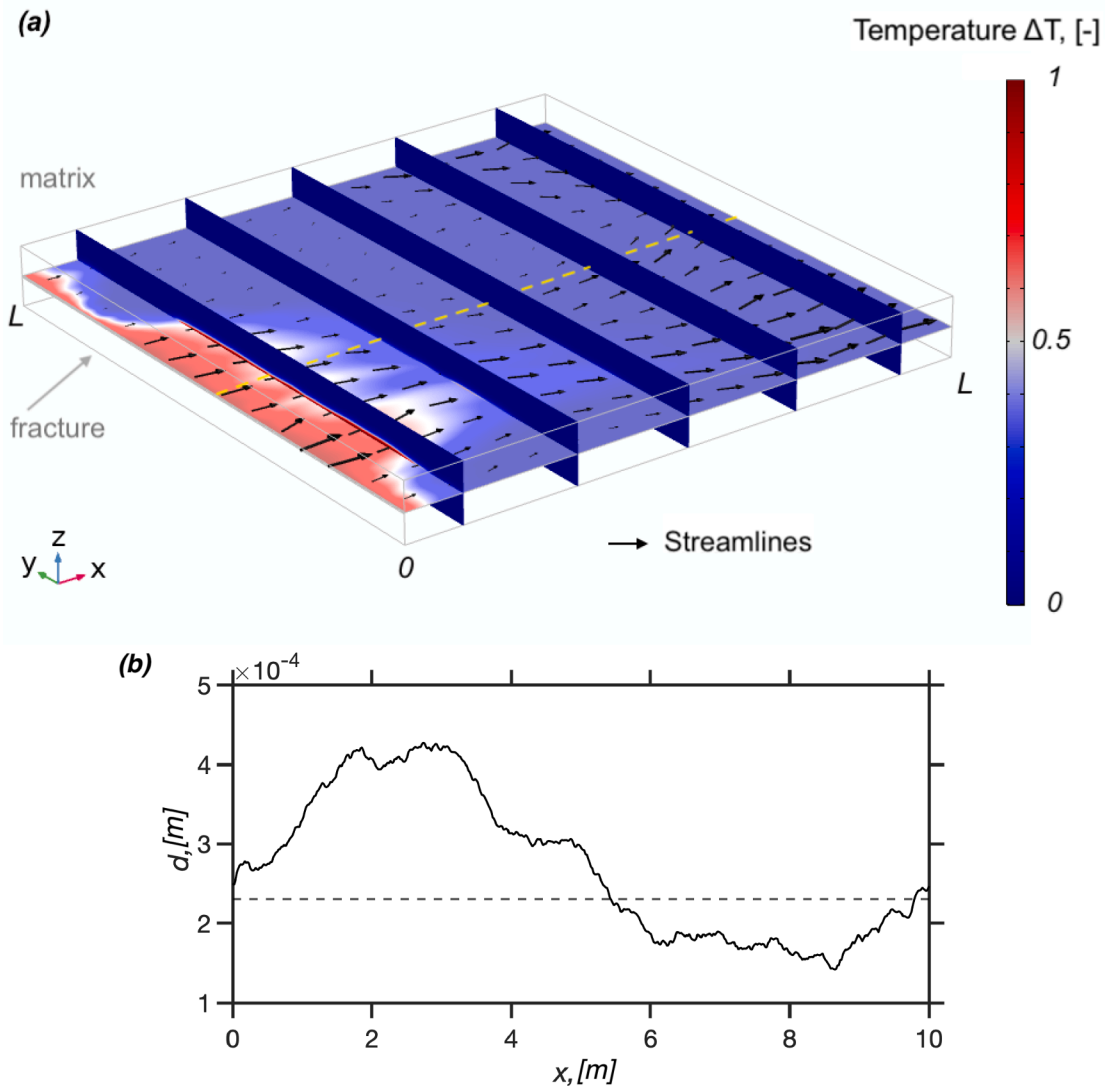 (a)
Temperature ΔT, [-]
1
matrix
L
0.5
L
fracture
z
y
x
0
Streamlines
0
(b)
×10⁻⁴
5
4
3
2
1
d,[m]
0 2 4 6 8 10
x,[m]